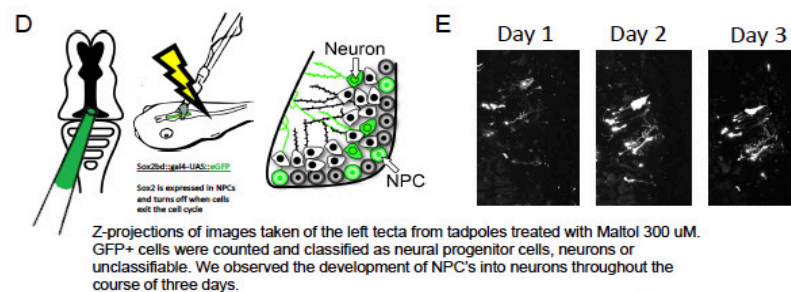 D
E
Day 1
Day 2
Day 3
Neuron
NPC
Sox2bd::gal4-UAS::eGFP
Sox2 is expressed in NPCs
and turns off when cells
exit the cell cycle
Z-projections of images taken of the left tecta from tadpoles treated with Maltol 300 uM.
GFP+ cells were counted and classified as neural progenitor cells, neurons or
unclassifiable. We observed the development of NPC's into neurons throughout the
course of three days.